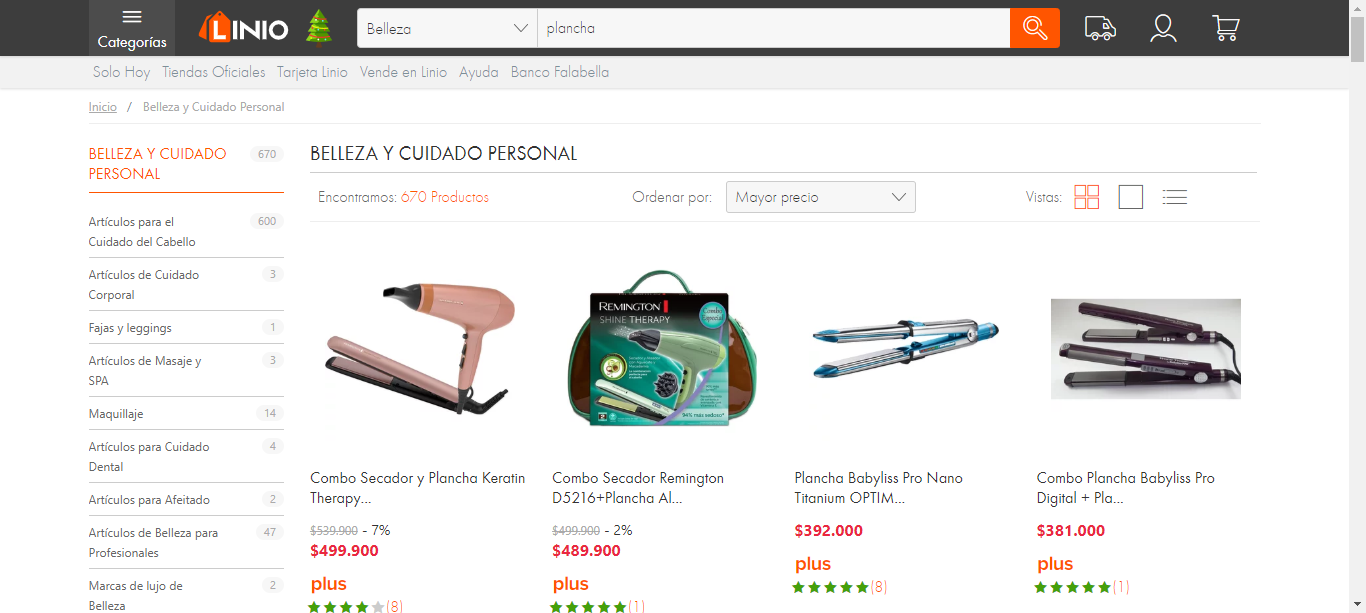 Categorías
LINIO
Belleza
plancha
Solo Hoy Tiendas Oficiales Tarjeta Linio Vende en Linio Ayuda Banco Falabella
Inicio / Belleza y Cuidado Personal
BELLEZA Y CUIDADO PERSONAL
670
Artículos para el
Cuidado del Cabello
600
Artículos de Cuidado
Corporal
3
Fajas y leggings
1
Artículos de Masaje y
SPA
3
Maquillaje
14
Artículos para Cuidado
Dental
4
Artículos para Afeitado
2
Artículos de Belleza para
Profesionales
47
Marcas de lujo de
Belleza
2
BELLEZA Y CUIDADO PERSONAL
Encontramos: 670 Productos
Ordenar por: Mayor precio
Vistas:
Combo Secador y Plancha Keratin
Therapy...
$539.900 - 7%
$499.900
plus
(8)
REMINGTON
SHINE THERAPY
Combo
Especial
94% más sedoso*
Combo Secador Remington
D5216+Plancha Al...
$499.900 - 2%
$489.900
plus
(1)
Plancha Babyliss Pro Nano
Titanium OPTIM...
$392.000
plus
(8)
Combo Plancha Babyliss Pro
Digital + Pla...
$381.000
plus
(1)